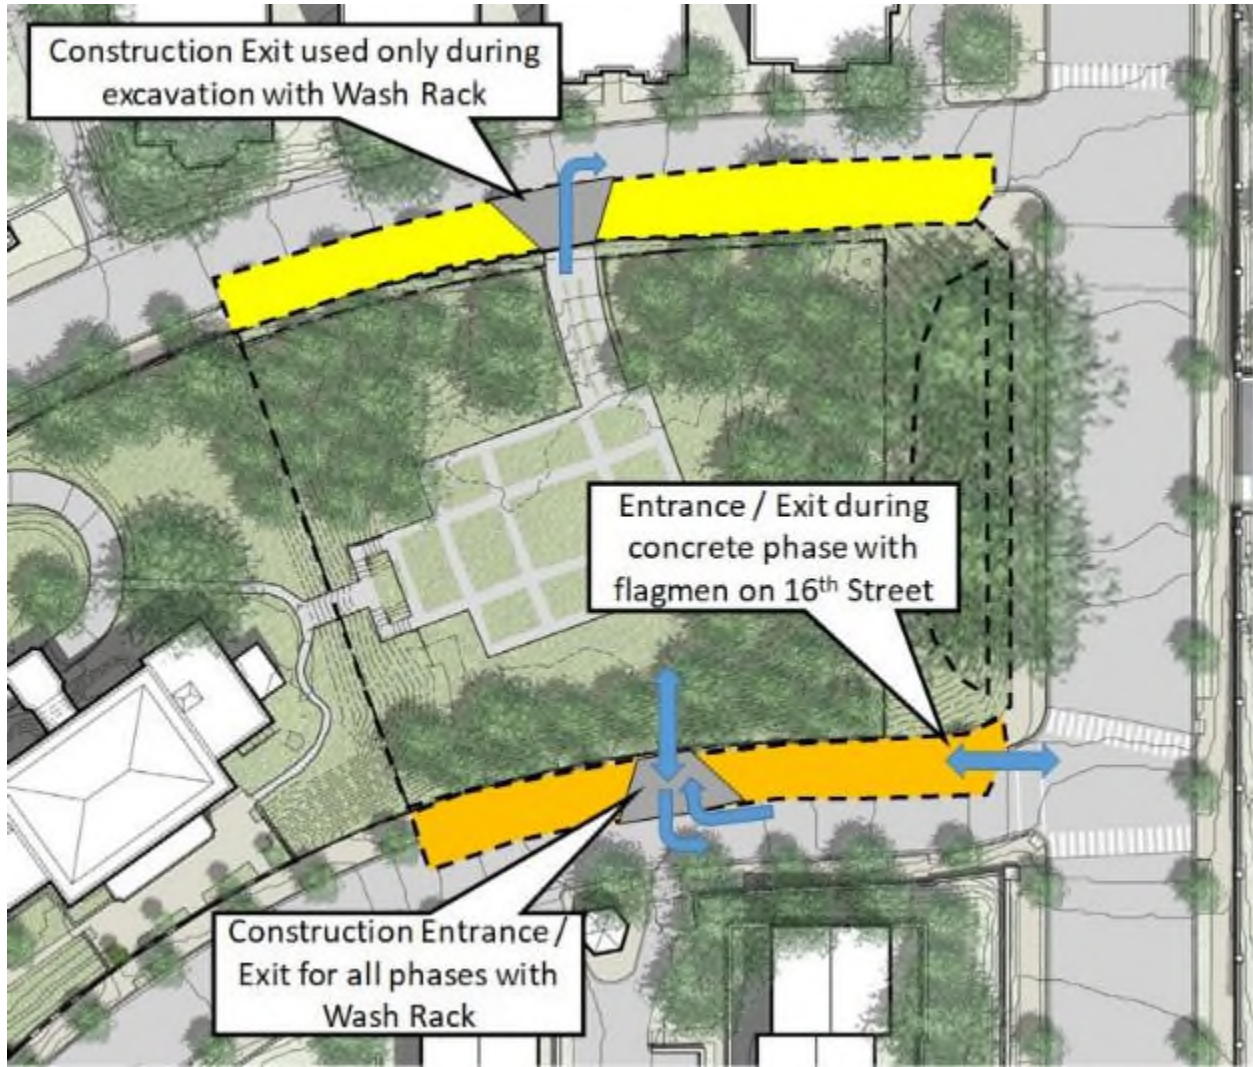 Construction Exit used only during
excavation with Wash Rack
Entrance / Exit during
concrete phase with
flagmen on 16th Street
Construction Entrance /
Exit for all phases with
Wash Rack